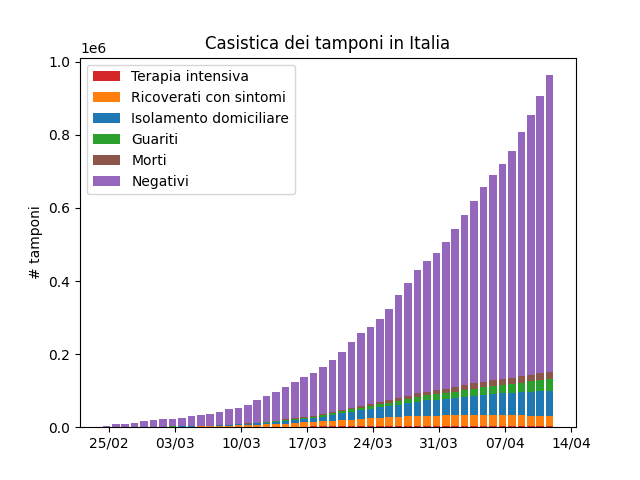 Casistica dei tamponi in Italia
1e6
1.0
0.8
0.6
0.4
0.2
0.0
# tamponi
Terapia intensiva
Ricoverati con sintomi
Isolamento domiciliare
Guariti
Morti
Negativi
25/02 03/03 10/03 17/03 24/03 31/03 07/04 14/04